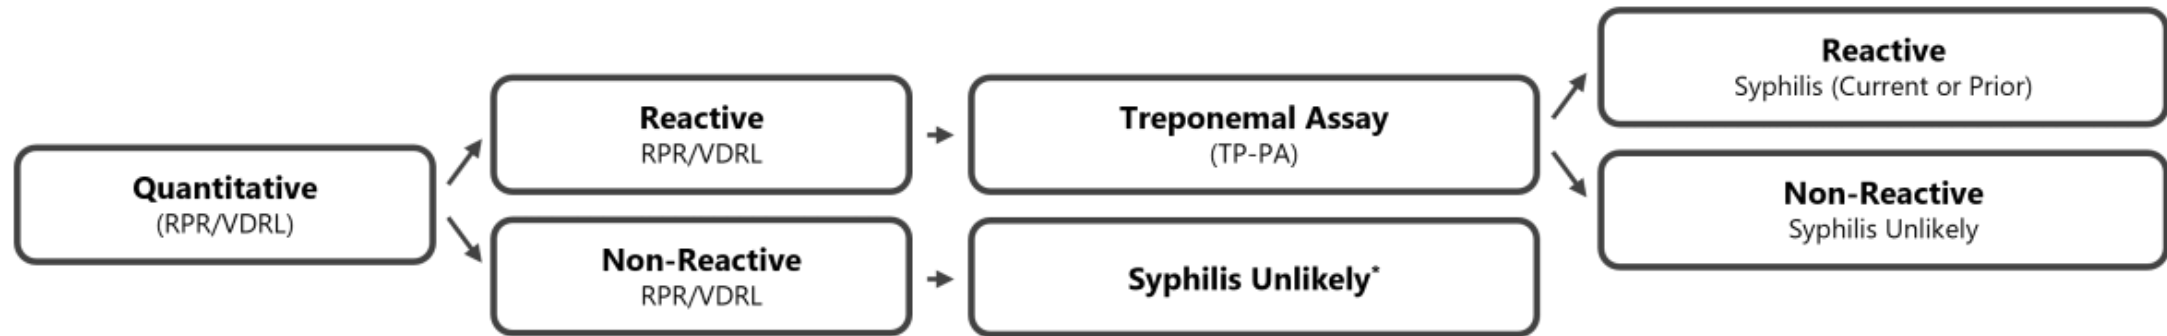 Quantitative
(RPR/VDRL)
Reactive
RPR/VDRL
Non-Reactive
RPR/VDRL
Treponemal Assay
(TP-PA)
Syphilis Unlikely*
Reactive
Syphilis (Current or Prior)
Non-Reactive
Syphilis Unlikely